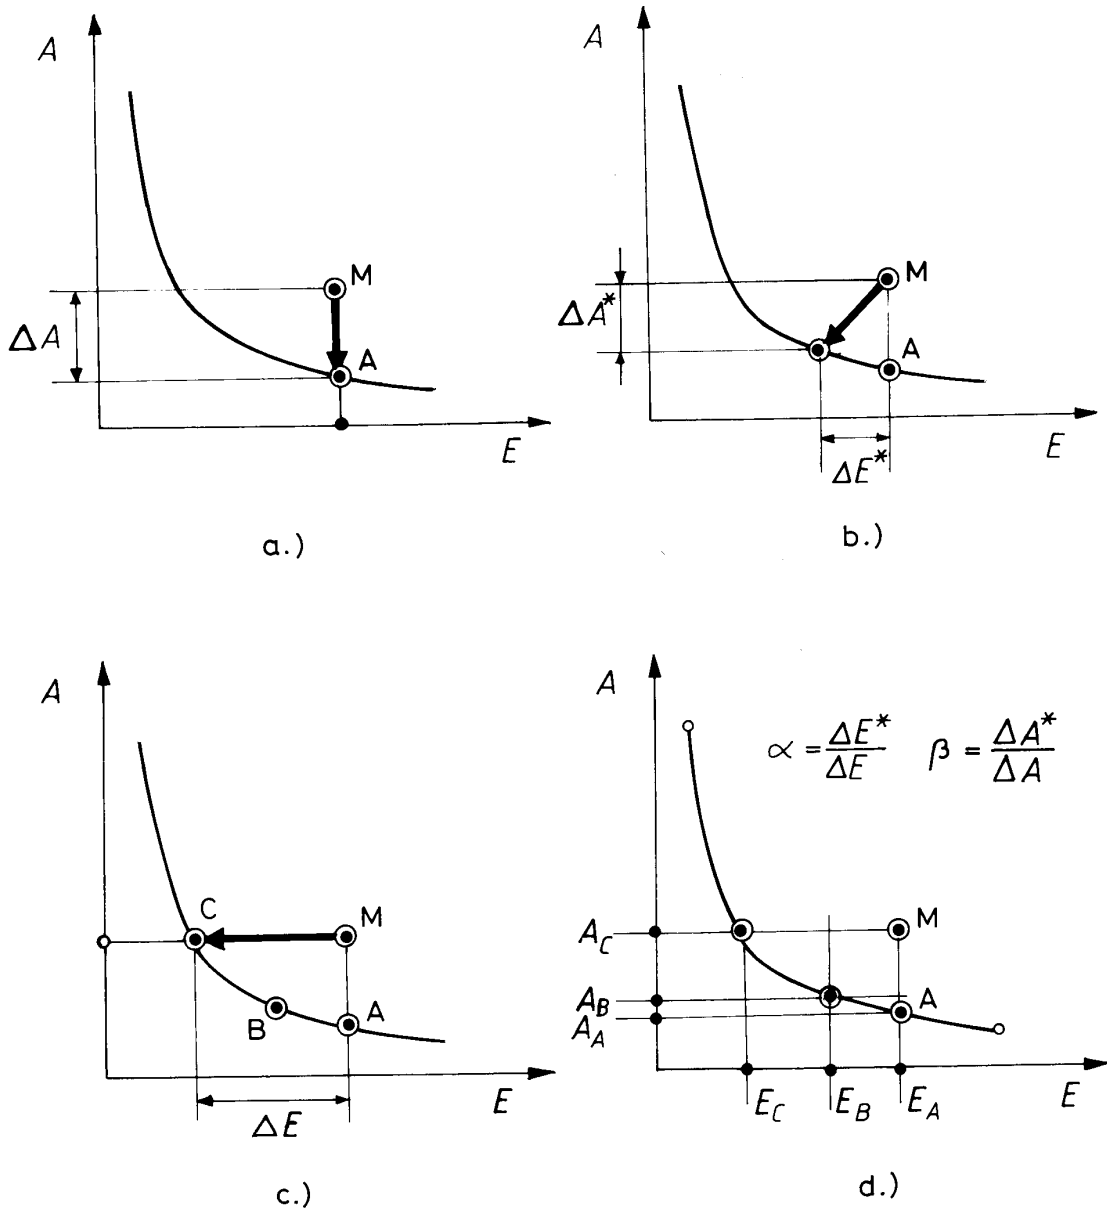 A
M
ΔA
A
E
a.)
A
M
ΔA*
A
E
ΔE*
b.)
A
C
M
B
A
E
ΔE
c.)
A
α = ΔE*/ΔE β = ΔA*/ΔA
A_C
M
A_B
A
A_A
E_C E_B E_A E
d.)